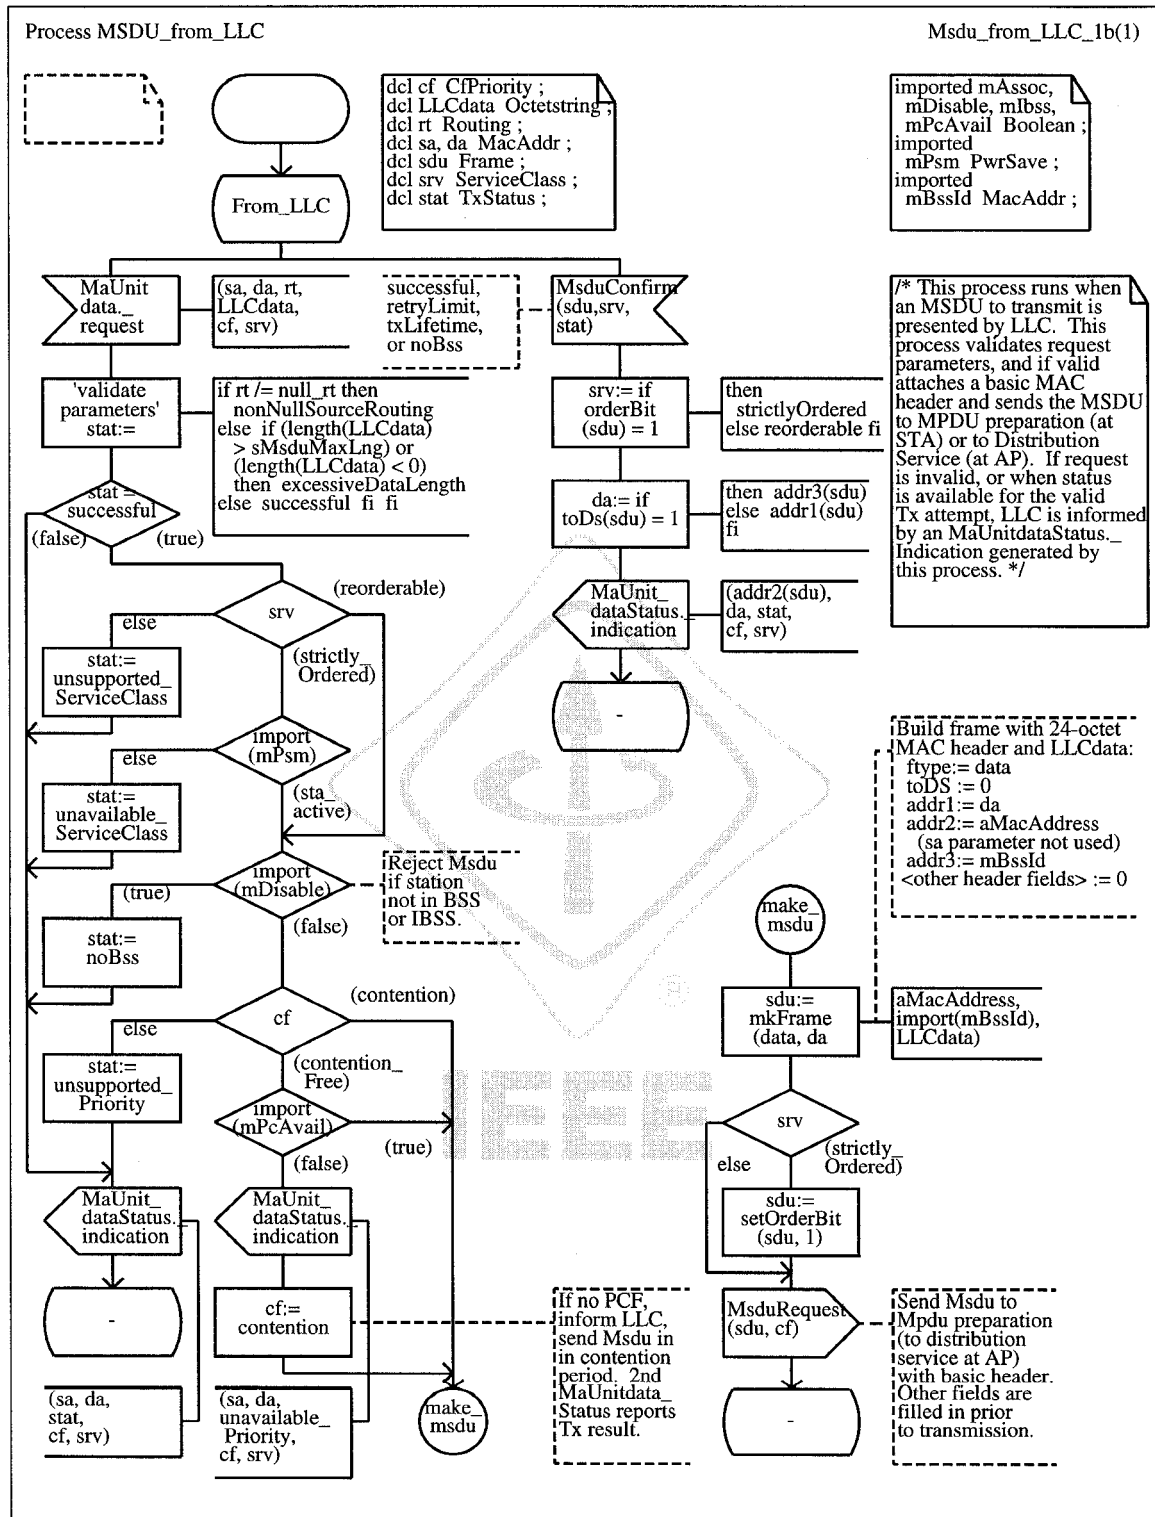 Process MSDU_from_LLC
Msdu_from_LLC_1b(1)
dcl cf CfPriority ;
dcl LLCdata Octetstring ;
dcl rt Routing ;
dcl sa, da MacAddr ;
dcl sdu Frame ;
dcl srv ServiceClass ;
dcl stat TxStatus ;
imported mAssoc,
mDisable, mIbss,
mPcAvail Boolean ;
imported
mPsm PwrSave ;
imported
mBssId MacAddr ;
From_LLC
MaUnit
data._
request
(sa, da, rt,
LLCdata,
cf, srv)
successful,
retryLimit,
txLifetime,
or noBss
MsduConfirm
(sdu,srv,
stat)
/* This process runs when
an MSDU to transmit is
presented by LLC. This
process validates request
parameters, and if valid
attaches a basic MAC
header and sends the MSDU
to MPDU preparation (at
STA) or to Distribution
Service (at AP). If request
is invalid, or when status
is available for the valid
Tx attempt, LLC is informed
by an MaUnitdataStatus._
Indication generated by
this process. */
'validate
parameters'
stat:=
if rt /= null_rt then
nonNullSourceRouting
else if (length(LLCdata)
> sMsduMaxLng) or
(length(LLCdata) < 0)
then excessiveDataLength
else successful fi fi
srv:= if
orderBit
(sdu) = 1
then
strictlyOrdered
else reorderable fi
stat =
successful
(false)
(true)
da:= if
toDs(sdu) = 1
then addr3(sdu)
else addr1(sdu)
fi
srv
(reorderable)
else
(strictly_
Ordered)
MaUnit_
dataStatus._
indication
(addr2(sdu),
da, stat,
cf, srv)
stat:=
unsupported_
ServiceClass
-
import
(mPsm)
else
(sta_
active)
stat:=
unavailable_
ServiceClass
Build frame with 24-octet
MAC header and LLCdata:
ftype:= data
toDS := 0
addr1:= da
addr2:= aMacAddress
(sa parameter not used)
addr3:= mBssId
<other header fields> := 0
import
(mDisable)
(true)
(false)
Reject Msdu
if station
not in BSS
or IBSS.
stat:=
noBss
make_
msdu
cf
(contention)
else
(contention_
Free)
sdu:=
mkFrame
(data, da
aMacAddress,
import(mBssId),
LLCdata)
®
IEEE
stat:=
unsupported_
Priority
import
(mPcAvail)
(true)
(false)
srv
else
(strictly_
Ordered)
MaUnit_
dataStatus._
indication
MaUnit_
dataStatus._
indication
sdu:=
setOrderBit
(sdu, 1)
-
cf:=
contention
If no PCF,
inform LLC,
send Msdu in
in contention
period. 2nd
MaUnitdata_
Status reports
Tx result.
MsduRequest
(sdu, cf)
Send Msdu to
Mpdu preparation
(to distribution
service at AP)
with basic header.
Other fields are
filled in prior
to transmission.
(sa, da,
stat,
cf, srv)
(sa, da,
unavailable_
Priority,
cf, srv)
make_
msdu
-